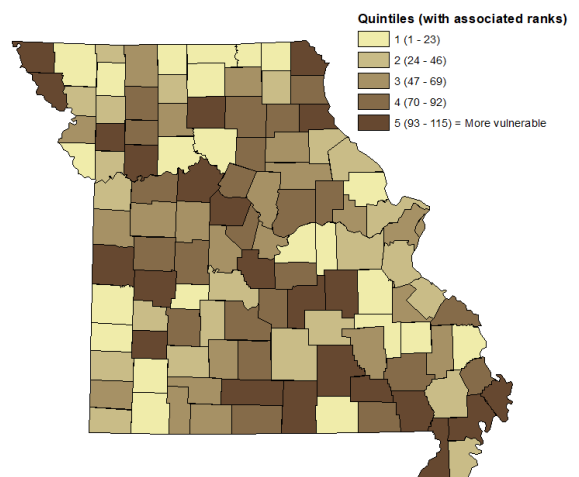 Quintiles (with associated ranks)
1 (1 - 23)
2 (24 - 46)
3 (47 - 69)
4 (70 - 92)
5 (93 - 115) = More vulnerable